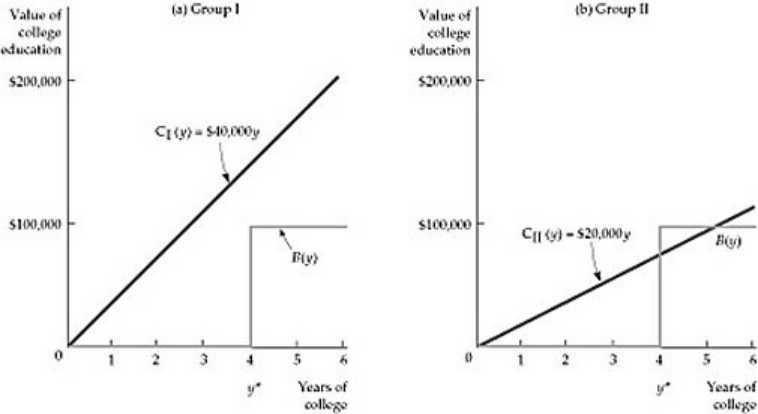 (a) Group I
Value of
college
education
$200,000
C_I (y) = $40,000y
$100,000
B(y)
0
1 2 3 4 5 6
y*
Years of
college
(b) Group II
Value of
college
education
$200,000
C_II (y) = $20,000y
$100,000
B(y)
0
1 2 3 4 5 6
y*
Years of
college